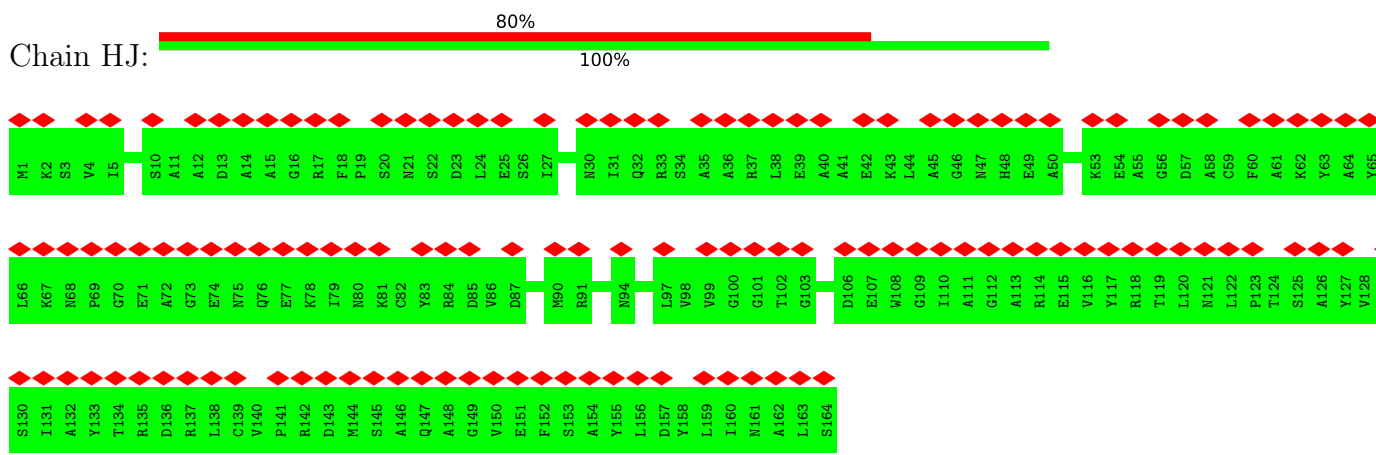 80%
Chain HJ:
100%
M1 K2 S3 V4 I5 S10 A11 A12 D13 A14 A15 G16 R17 F18 P19 S20 N21 S22 D23 L24 E25 S26 I27 N30 I31 Q32 R33 S34 A35 A36 R37 L38 E39 A40 A41 E42 K43 L44 A45 G46 N47 H48 E49 A50 K53 E54 A55 G56 D57 A58 C59 F60 A61 K62 Y63 A64 Y65
L66 K67 N68 P69 G70 E71 A72 G73 E74 N75 Q76 E77 K78 I79 N80 K81 C82 Y83 R84 D85 V86 D87 M90 R91 N94 L97 V98 V99 G100 G101 T102 G103 D106 E107 W108 G109 I110 A111 G112 A113 R114 E115 V116 Y117 R118 T119 L120 N121 L122 P123 T124 S125 A126 Y127 V128
S130 I131 A132 Y133 T134 R135 D136 R137 L138 C139 V140 P141 R142 D143 M144 S145 A146 Q147 A148 G149 V150 E151 F152 S153 A154 Y155 L156 D157 Y158 L159 I160 N161 A162 L163 S164